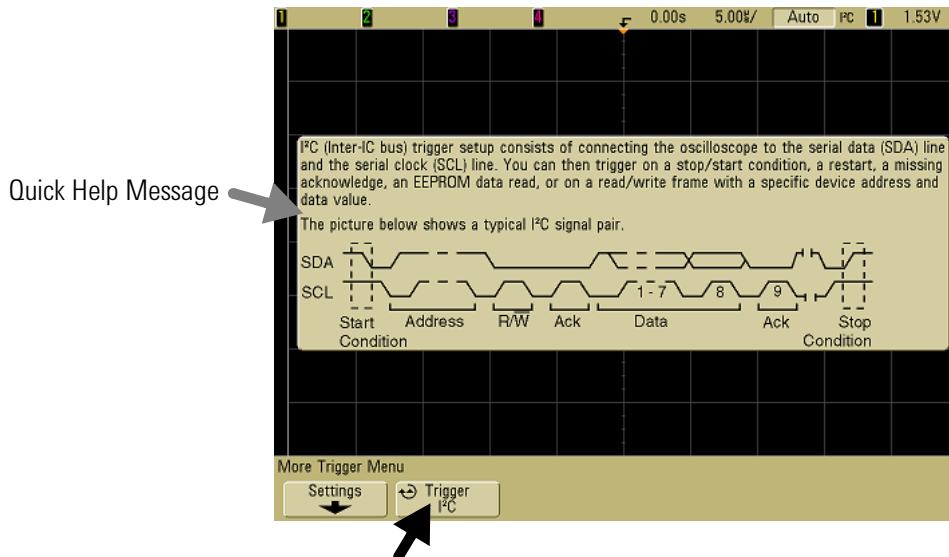 1 2 3 4 0.00s 5.00%/ Auto I²C 1 1.53V
I²C (Inter-IC bus) trigger setup consists of connecting the oscilloscope to the serial data (SDA) line
and the serial clock (SCL) line. You can then trigger on a stop/start condition, a restart, a missing
acknowledge, an EEPROM data read, or on a read/write frame with a specific device address and
data value.
Quick Help Message
The picture below shows a typical I²C signal pair.
SDA
SCL 1 - 7 8 9
Start Address R/W̅ Ack Data Ack Stop
Condition Condition
More Trigger Menu
Settings Trigger
I²C